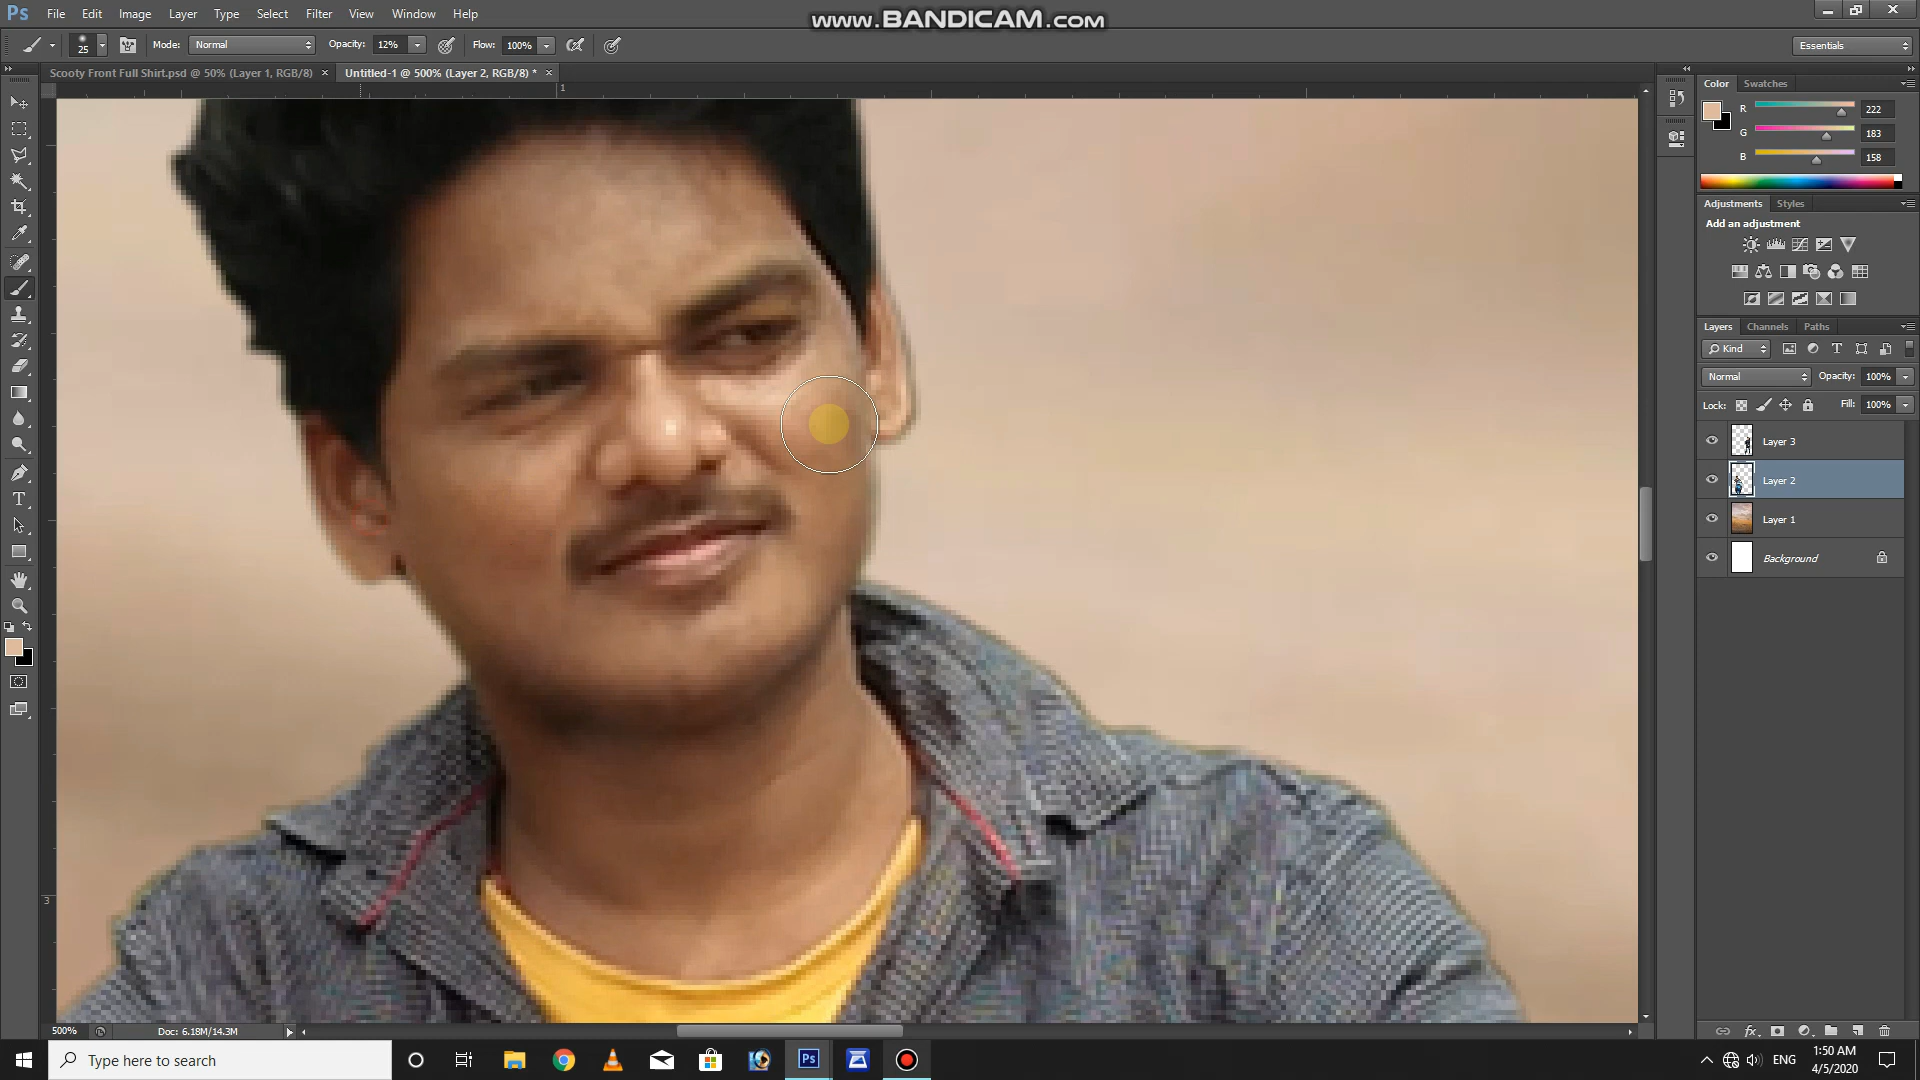 Ps File Edit Image Layer Type Select Filter View Window Help
www.BANDICAM.com
25 Mode: Normal Opacity: 12% Flow: 100% Essentials
Scooty Front Full Shirt.psd @ 50% (Layer 1, RGB/8) × Untitled-1 @ 500% (Layer 2, RGB/8) * ×
1
3
Color Swatches
R 222
G 183
B 158
Adjustments Styles
Add an adjustment
Layers Channels Paths
Kind
Normal Opacity: 100%
Lock: Fill: 100%
Layer 3
Layer 2
Layer 1
Background
500% Doc: 6.18M/14.3M
Type here to search
Ps
ENG
1:50 AM
4/5/2020